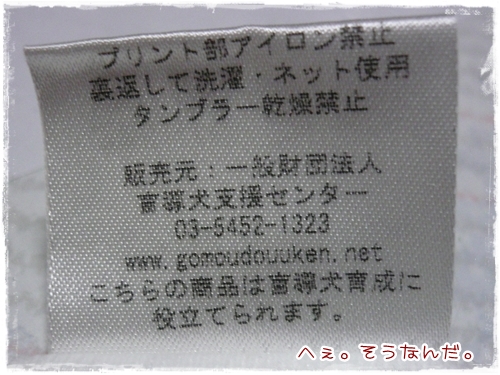 プリント部アイロン禁止
裏返して洗濯・ネット使用
タンブラー乾燥禁止
販売元：一般財団法人
盲導犬支援センター
03-5452-1323
www.gomoudouuken.net
こちらの商品は盲導犬育成に
役立てられます。
へぇ。そうなんだ。